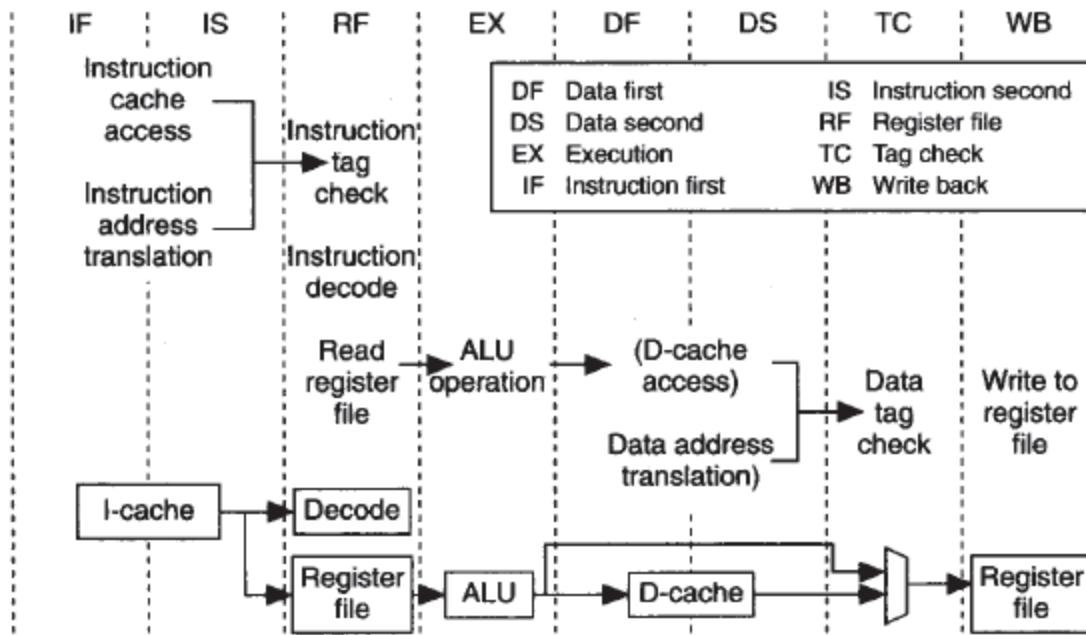 IF IS RF EX DF DS TC WB
Instruction
cache
access
Instruction
address
translation
Instruction
tag
check
Instruction
decode
DF Data first IS Instruction second
DS Data second RF Register file
EX Execution TC Tag check
IF Instruction first WB Write back
Read
register
file
ALU
operation
(D-cache
access)
Data address
translation)
Data
tag
check
Write to
register
file
I-cache
Decode
Register
file
ALU
D-cache
Register
file